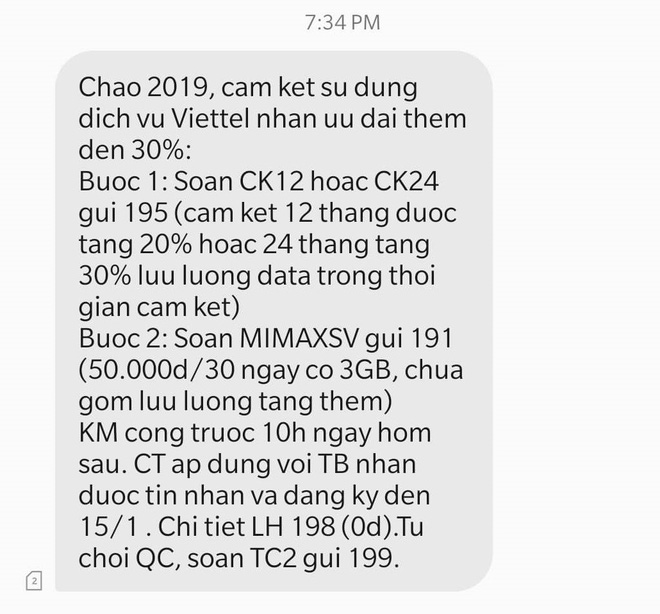 7:34 PM
Chao 2019, cam ket su dung
dich vu Viettel nhan uu dai them
den 30%:
Buoc 1: Soan CK12 hoac CK24
gui 195 (cam ket 12 thang duoc
tang 20% hoac 24 thang tang
30% luu luong data trong thoi
gian cam ket)
Buoc 2: Soan MIMAXSV gui 191
(50.000d/30 ngay co 3GB, chua
gom luu luong tang them)
KM cong truoc 10h ngay hom
sau. CT ap dung voi TB nhan
duoc tin nhan va dang ky den
15/1 . Chi tiet LH 198 (0d).Tu
choi QC, soan TC2 gui 199.
2